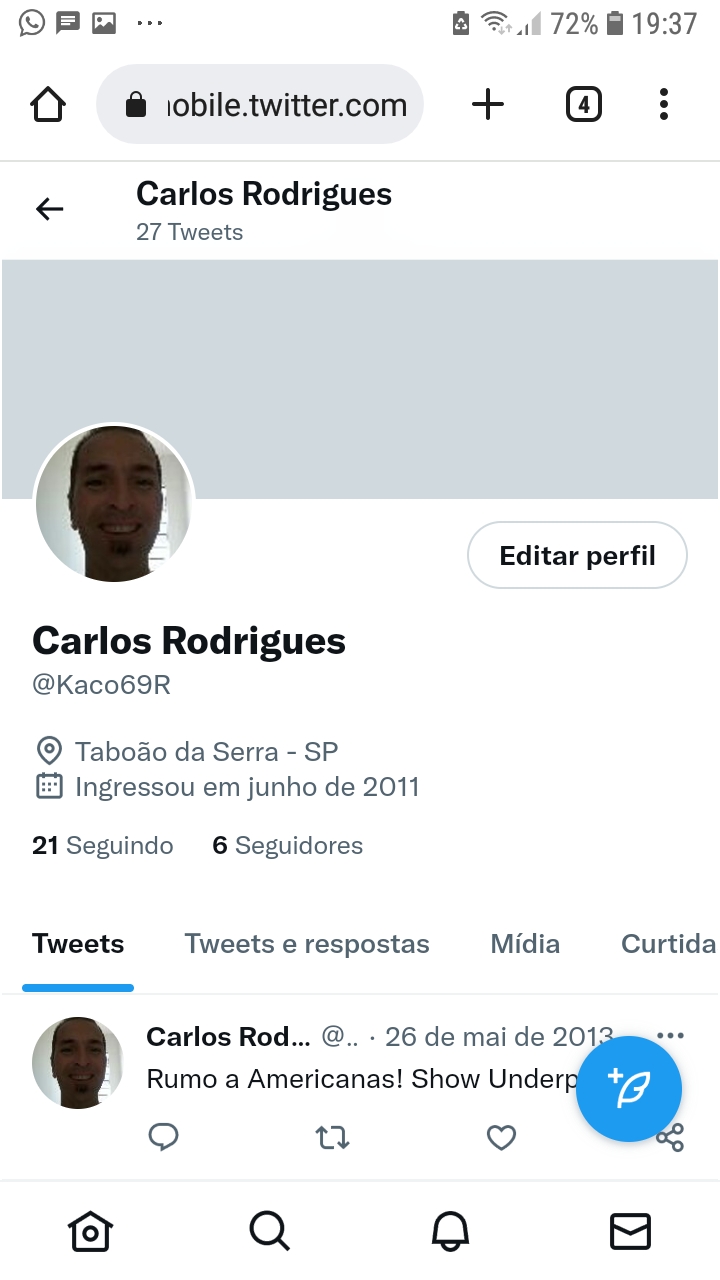 72% 19:37
obile.twitter.com
4
Carlos Rodrigues
27 Tweets
Editar perfil
Carlos Rodrigues
@Kaco69R
Taboão da Serra - SP
Ingressou em junho de 2011
21 Seguindo 6 Seguidores
Tweets Tweets e respostas Mídia Curtida
Carlos Rod... @.. · 26 de mai de 2013
Rumo a Americanas! Show Underp